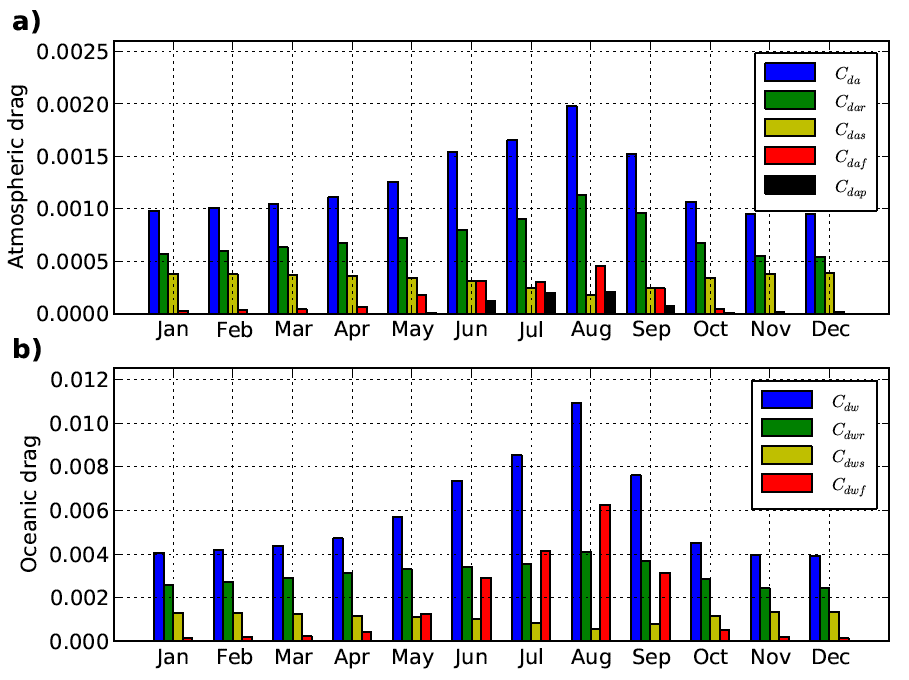 a)
Atmospheric drag
0.0025
0.0020
0.0015
0.0010
0.0005
0.0000
C_da
C_dar
C_das
C_daf
C_dap
Jan Feb Mar Apr May Jun Jul Aug Sep Oct Nov Dec
b)
Oceanic drag
0.012
0.010
0.008
0.006
0.004
0.002
0.000
C_dw
C_dwr
C_dws
C_dwf
Jan Feb Mar Apr May Jun Jul Aug Sep Oct Nov Dec